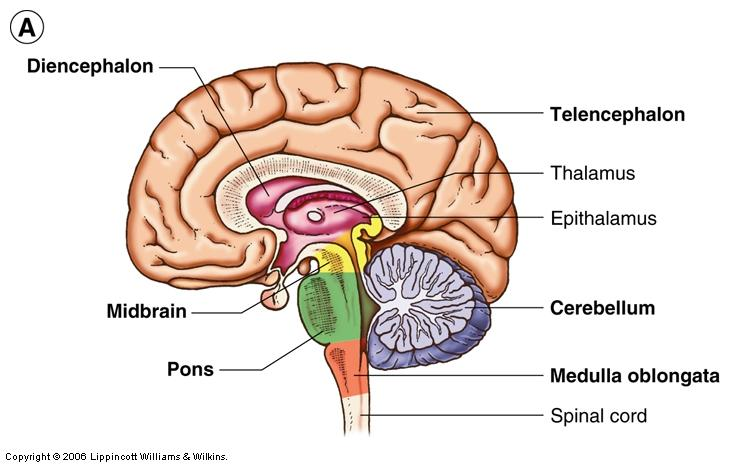 A
Diencephalon
Telencephalon
Thalamus
Epithalamus
Midbrain
Cerebellum
Pons
Medulla oblongata
Spinal cord
Copyright © 2006 Lippincott Williams & Wilkins.